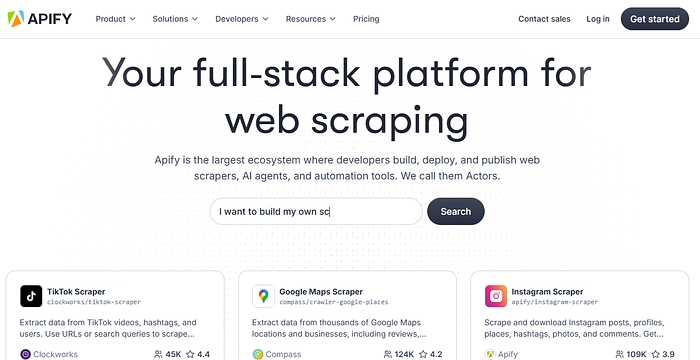 APIFY Product Solutions Developers Resources Pricing Contact sales Log in Get started
Your full-stack platform for
web scraping
Apify is the largest ecosystem where developers build, deploy, and publish web
scrapers, AI agents, and automation tools. We call them Actors.
I want to build my own sc Search
TikTok Scraper
clockworks/tiktok-scraper
Extract data from TikTok videos, hashtags, and
users. Use URLs or search queries to scrape...
Clockworks 45K 4.4
Google Maps Scraper
compass/crawler-google-places
Extract data from thousands of Google Maps
locations and businesses, including reviews,...
Compass 124K 4.2
Instagram Scraper
apify/instagram-scraper
Scrape and download Instagram posts, profiles,
places, hashtags, photos, and comments. Get...
Apify 109K 3.9